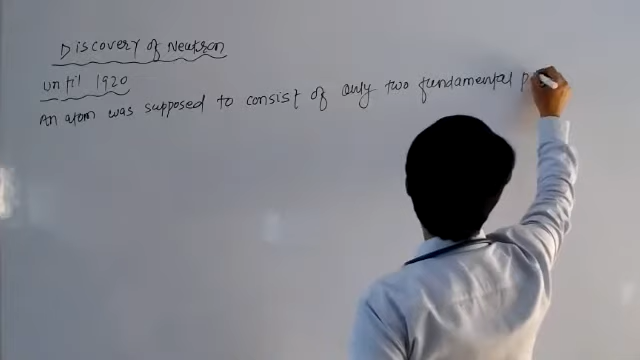 Discovery of Neutron
Until 1920
An atom was supposed to consist of only two fundamental